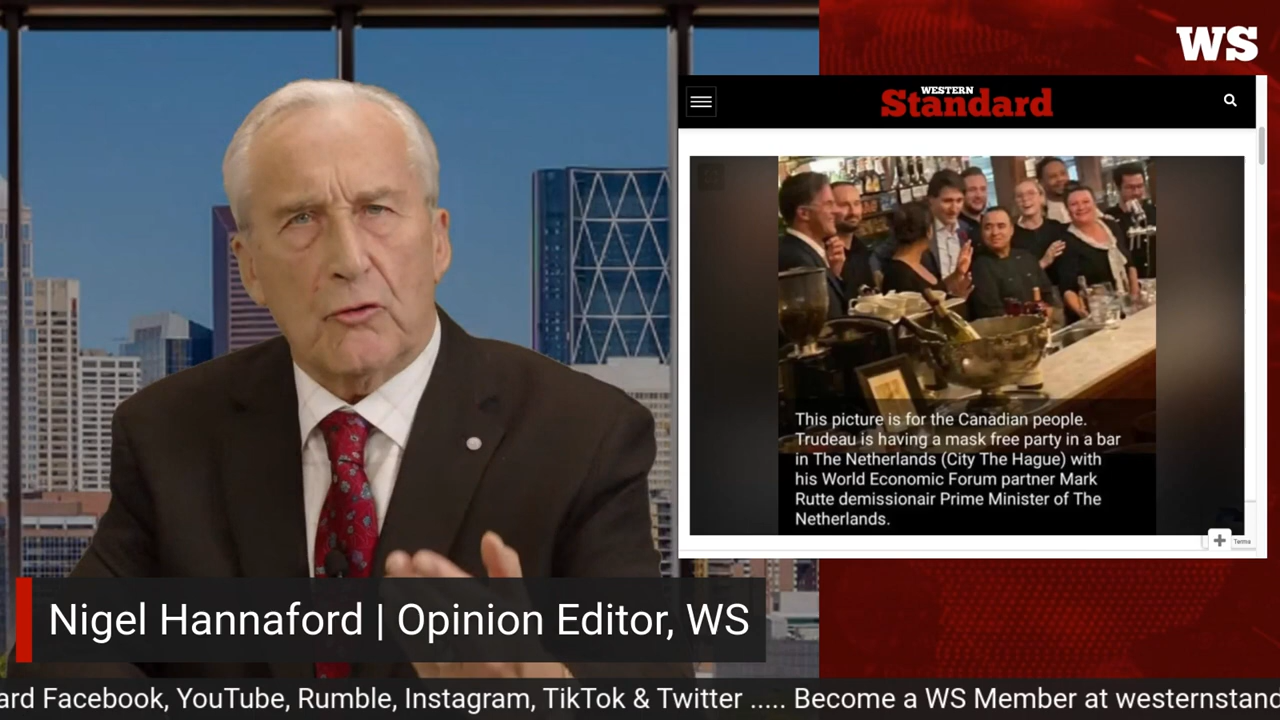 WS
WESTERN
Standard
This picture is for the Canadian people.
Trudeau is having a mask free party in a bar
in The Netherlands (City The Hague) with
his World Economic Forum partner Mark
Rutte demissionair Prime Minister of The
Netherlands.
Terms
Nigel Hannaford | Opinion Editor, WS
ard Facebook, YouTube, Rumble, Instagram, TikTok & Twitter ..... Become a WS Member at westernstand